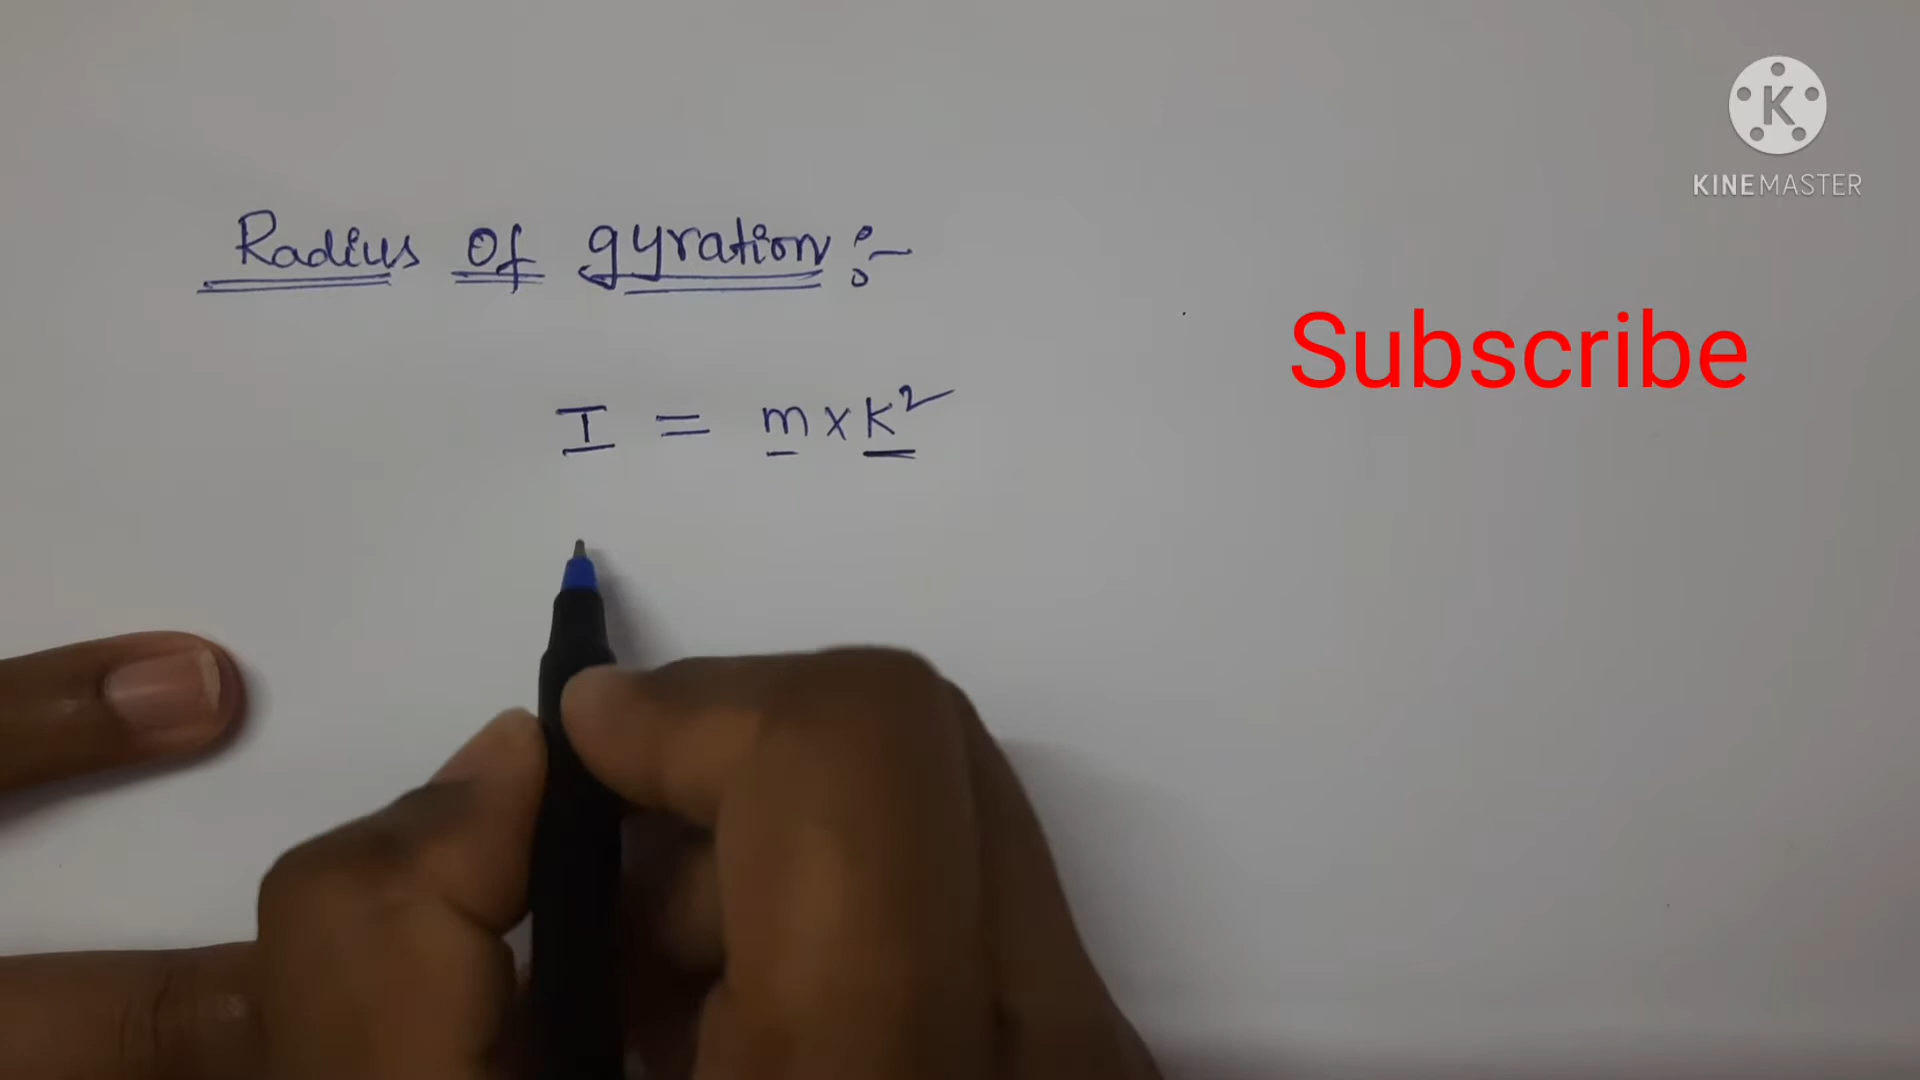 Radius of gyration :-
I = m x k²
Subscribe
K
KINEMASTER